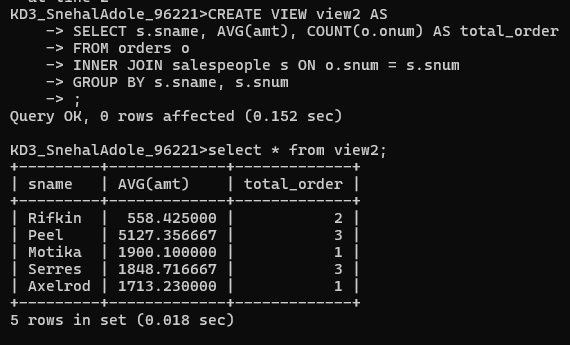 KD3_SnehalAdole_96221>CREATE VIEW view2 AS
    -> SELECT s.sname, AVG(amt), COUNT(o.onum) AS total_order
    -> FROM orders o
    -> INNER JOIN salespeople s ON o.snum = s.snum
    -> GROUP BY s.sname, s.snum
    -> ;
Query OK, 0 rows affected (0.152 sec)

KD3_SnehalAdole_96221>select * from view2;
+---------+-------------+-------------+
| sname   | AVG(amt)    | total_order |
+---------+-------------+-------------+
| Rifkin  |  558.425000 |           2 |
| Peel    | 5127.356667 |           3 |
| Motika  | 1900.100000 |           1 |
| Serres  | 1848.716667 |           3 |
| Axelrod | 1713.230000 |           1 |
+---------+-------------+-------------+
5 rows in set (0.018 sec)